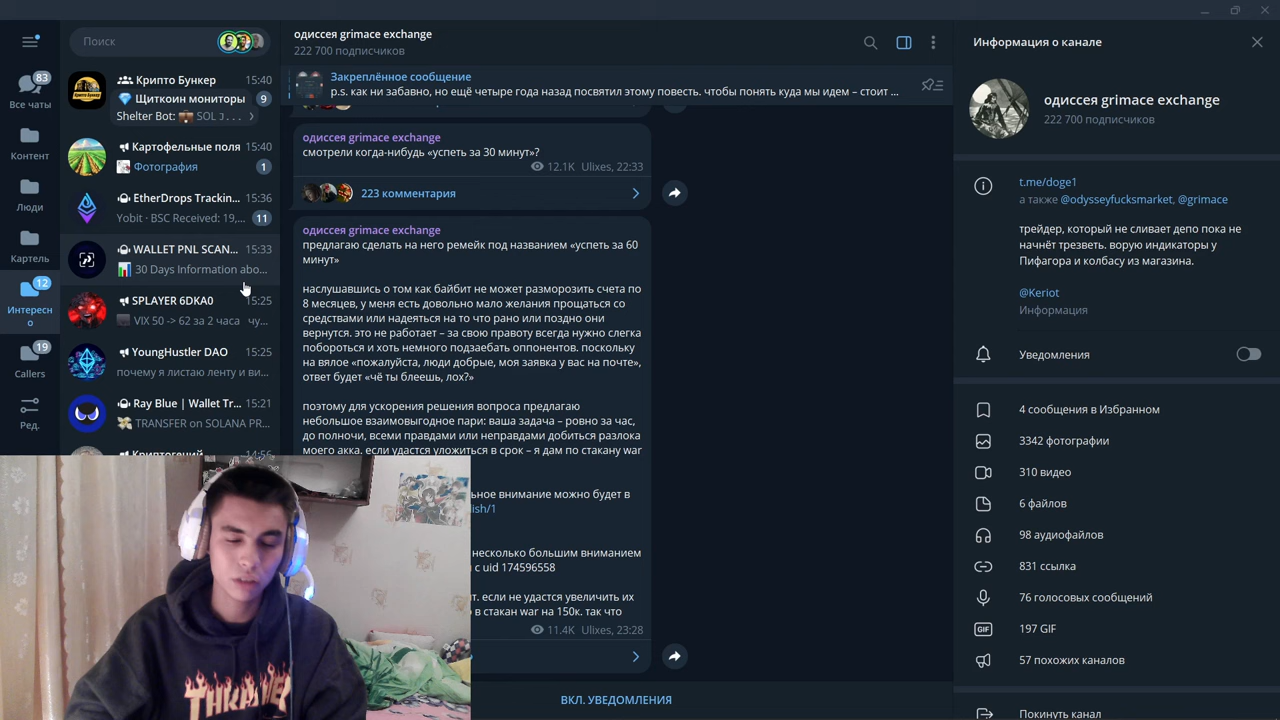 Поиск
83
Все чаты
Контент
Люди
Картель
12
Интересн
о
19
Callers
Ред.
Крипто Бункер 15:40
Щиткоин мониторы 9
Shelter Bot: SOL
Картофельные поля 15:40
Фотография 1
EtherDrops Trackin... 15:36
Yobit · BSC Received: 19,... 11
WALLET PNL SCAN... 15:33
30 Days Information abo...
SPLAYER 6DKA0 15:25
VIX 50 -> 62 за 2 часа чу...
YoungHustler DAO 15:25
почему я листаю ленту и ви...
Ray Blue | Wallet Tr... 15:21
TRANSFER on SOLANA PR...
Криптогений 14:56
одиссея grimace exchange
222 700 подписчиков
Закреплённое сообщение
p.s. как ни забавно, но ещё четыре года назад посвятил этому повесть. чтобы понять куда мы идем – стоит ...
одиссея grimace exchange
смотрели когда-нибудь «успеть за 30 минут»?
12.1K Ulixes, 22:33
223 комментария
одиссея grimace exchange
предлагаю сделать на него ремейк под названием «успеть за 60
минут»
наслушавшись о том как байбит не может разморозить счета по
8 месяцев, у меня есть довольно мало желания прощаться со
средствами или надеяться на то что рано или поздно они
вернутся. это не работает – за свою правоту всегда нужно слегка
побороться и хоть немного подзаебать оппонентов. поскольку
на вялое «пожалуйста, люди добрые, моя заявка у вас на почте»,
ответ будет «чё ты блеешь, лох?»
поэтому для ускорения решения вопроса предлагаю
небольшое взаимовыгодное пари: ваша задача – ровно за час,
до полночи, всеми правдами или неправдами добиться разлока
моего акка. если удастся уложиться в срок – я дам по стакану war
ьное внимание можно будет в
ish/1
несколько большим вниманием
с uid 174596558
т. если не удастся увеличить их
в стакан war на 150к. так что
11.4K Ulixes, 23:28
ВКЛ. УВЕДОМЛЕНИЯ
Информация о канале
одиссея grimace exchange
222 700 подписчиков
t.me/doge1
а также @odysseyfucksmarket, @grimace
трейдер, который не сливает депо пока не
начнёт трезветь. ворую индикаторы у
Пифагора и колбасу из магазина.
@Keriot
Информация
Уведомления
4 сообщения в Избранном
3342 фотографии
310 видео
6 файлов
98 аудиофайлов
831 ссылка
76 голосовых сообщений
GIF 197 GIF
57 похожих каналов
Покинуть канал
THRASHER